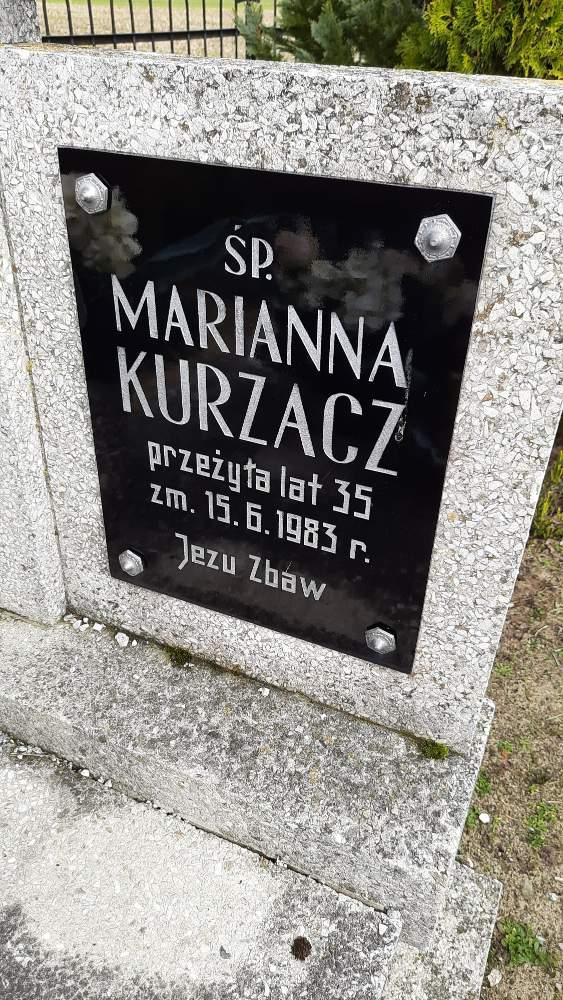 ŚP.
MARIANNA
KURZACZ
przeżyła lat 35
zm. 15.6.1983 r.
Jezu Zbaw